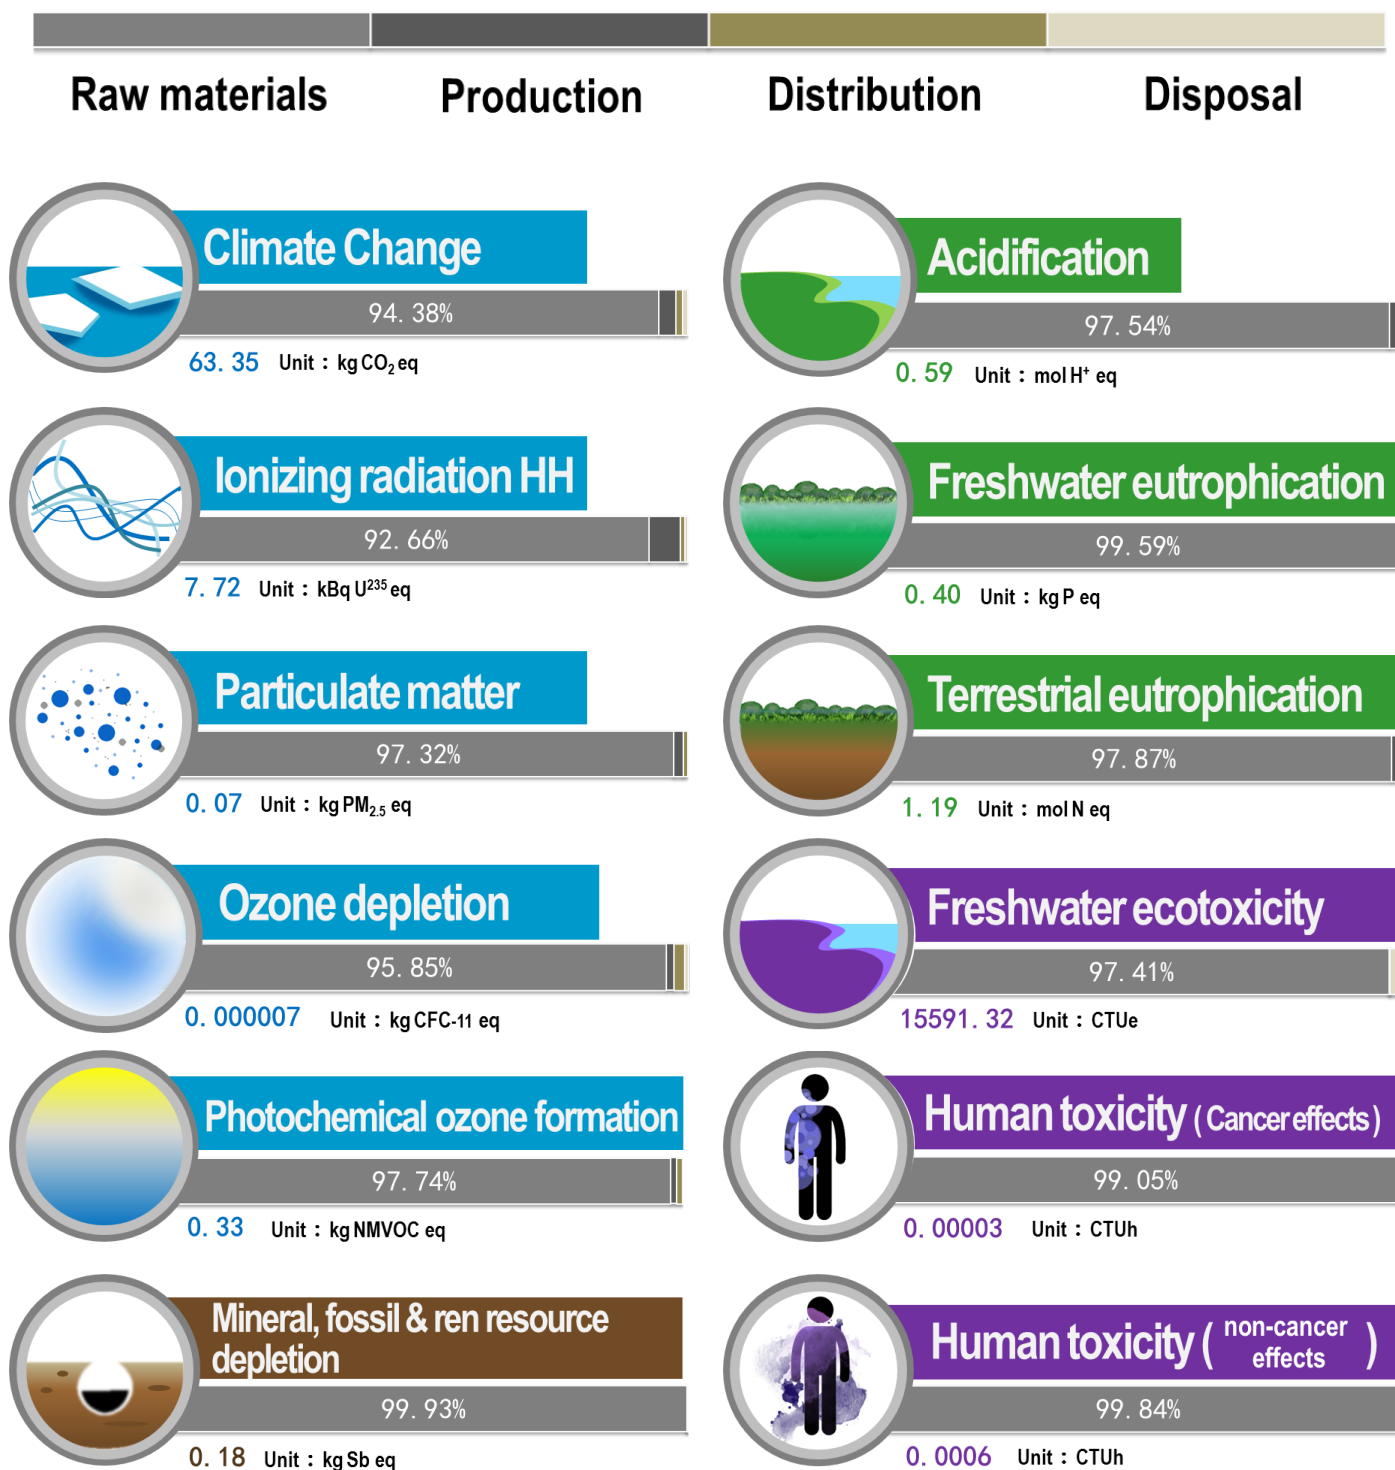 Raw materials
Production
Distribution
Disposal
Climate Change
94.38%
63.35 Unit : kg CO₂ eq
Ionizing radiation HH
92.66%
7.72 Unit : kBq U²³⁵ eq
Particulate matter
97.32%
0.07 Unit : kg PM₂.₅ eq
Ozone depletion
95.85%
0.000007 Unit : kg CFC-11 eq
Photochemical ozone formation
97.74%
0.33 Unit : kg NMVOC eq
Mineral, fossil & ren resource
depletion
99.93%
0.18 Unit : kg Sb eq
Acidification
97.54%
0.59 Unit : mol H⁺ eq
Freshwater eutrophication
99.59%
0.40 Unit : kg P eq
Terrestrial eutrophication
97.87%
1.19 Unit : mol N eq
Freshwater ecotoxicity
97.41%
15591.32 Unit : CTUe
Human toxicity ( Cancer effects )
99.05%
0.00003 Unit : CTUh
Human toxicity ( non-cancer
effects )
99.84%
0.0006 Unit : CTUh